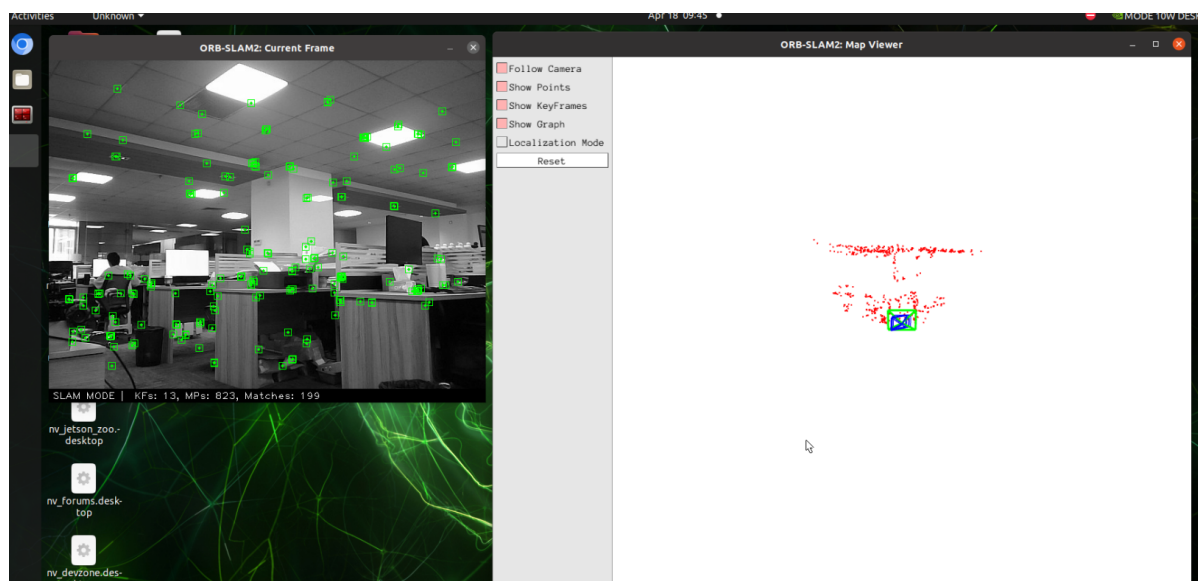 Activities
Unknown
Apr 18 09:45
MODE 10W DESK
ORB-SLAM2: Current Frame
SLAM MODE | KFs: 13, MPs: 823, Matches: 199
nv_jetson_zoo.-
desktop
nv_forums.desk-
top
nv_devzone.des-
ORB-SLAM2: Map Viewer
Follow Camera
Show Points
Show KeyFrames
Show Graph
Localization Mode
Reset